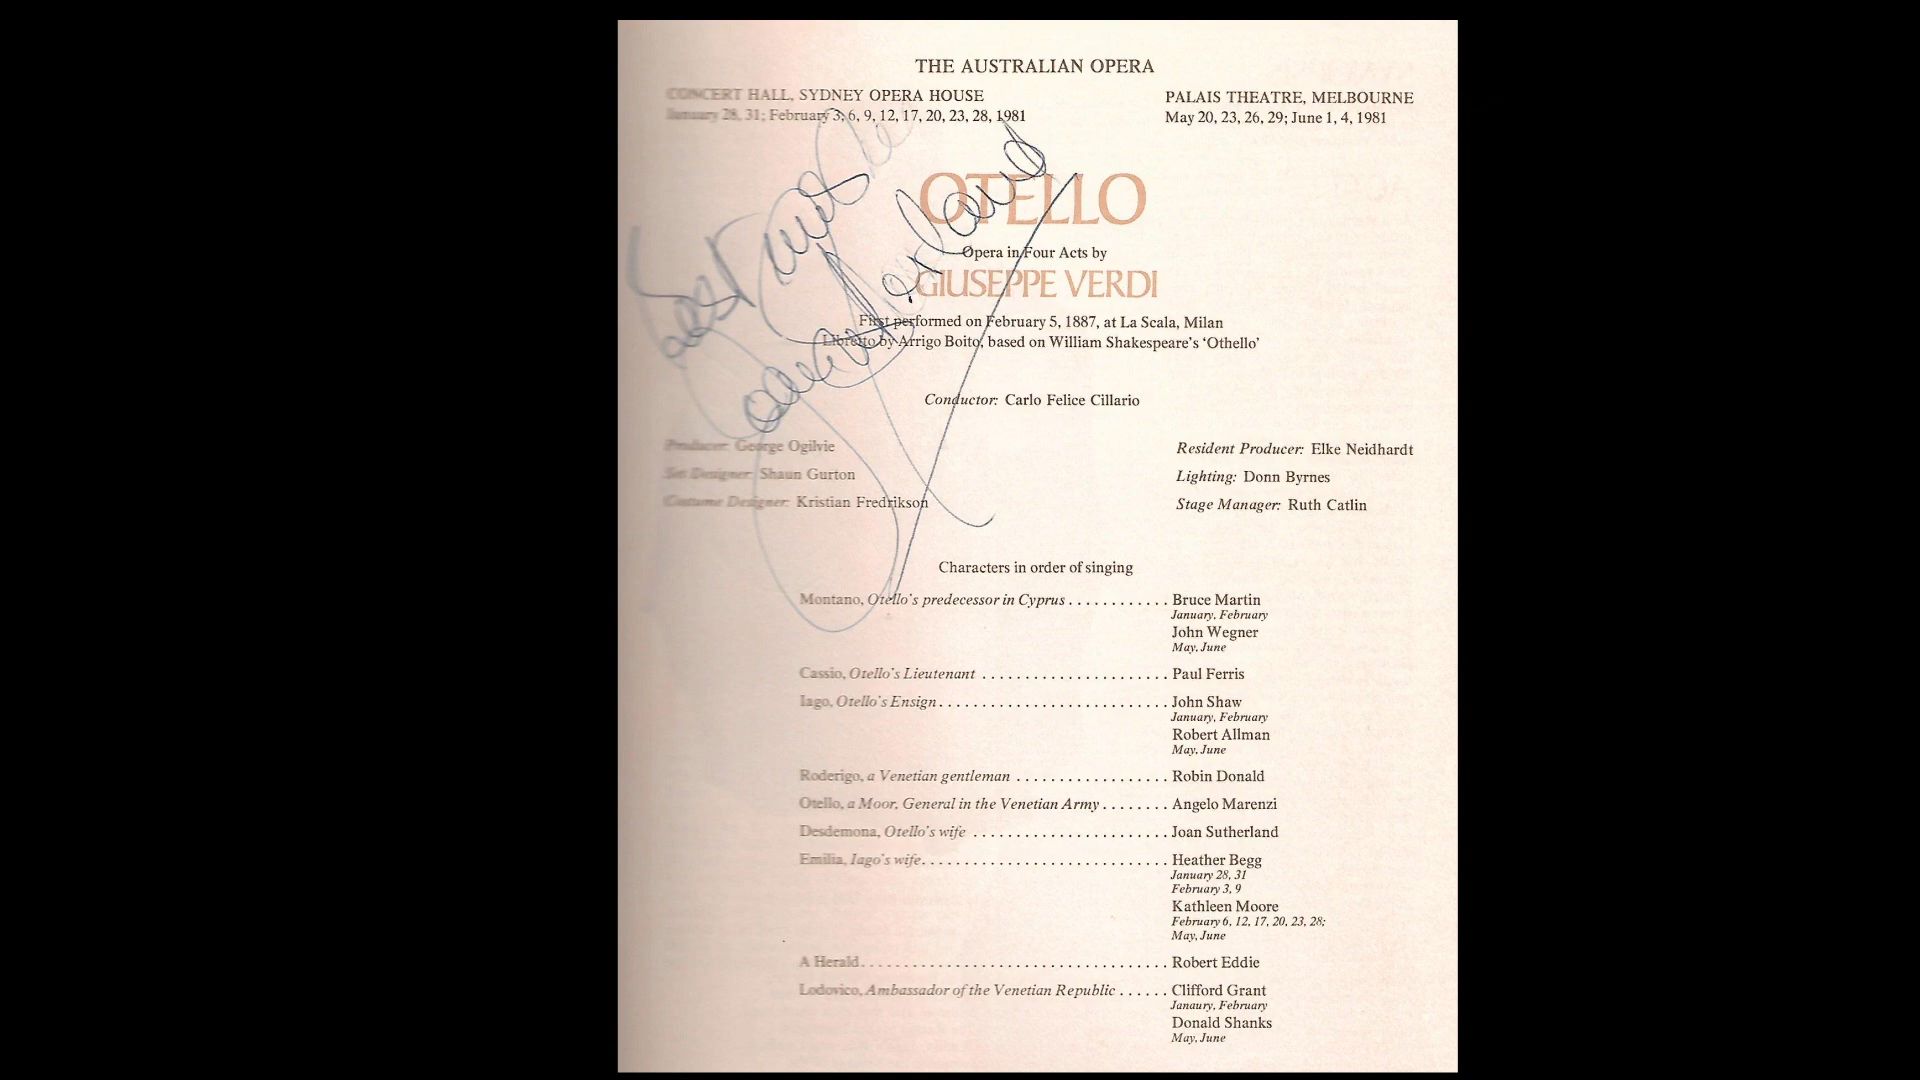 THE AUSTRALIAN OPERA
CONCERT HALL, SYDNEY OPERA HOUSE
January 28, 31; February 3, 6, 9, 12, 17, 20, 23, 28, 1981
PALAIS THEATRE, MELBOURNE
May 20, 23, 26, 29; June 1, 4, 1981
OTELLO
Opera in Four Acts by
GIUSEPPE VERDI
First performed on February 5, 1887, at La Scala, Milan
Libretto by Arrigo Boito, based on William Shakespeare's 'Othello'
Best wishes
Joan Sutherland
Conductor: Carlo Felice Cillario
Producer: George Ogilvie
Set Designer: Shaun Gurton
Costume Designer: Kristian Fredrikson
Resident Producer: Elke Neidhardt
Lighting: Donn Byrnes
Stage Manager: Ruth Catlin
Characters in order of singing
Montano, Otello's predecessor in Cyprus ............ Bruce Martin
January, February
John Wegner
May, June
Cassio, Otello's Lieutenant ...................... Paul Ferris
Iago, Otello's Ensign........................... John Shaw
January, February
Robert Allman
May, June
Roderigo, a Venetian gentleman .................. Robin Donald
Otello, a Moor, General in the Venetian Army ........ Angelo Marenzi
Desdemona, Otello's wife ....................... Joan Sutherland
Emilia, Iago's wife............................. Heather Begg
January 28, 31
February 3, 9
Kathleen Moore
February 6, 12, 17, 20, 23, 28;
May, June
A Herald.................................... Robert Eddie
Lodovico, Ambassador of the Venetian Republic ...... Clifford Grant
Janaury, February
Donald Shanks
May, June